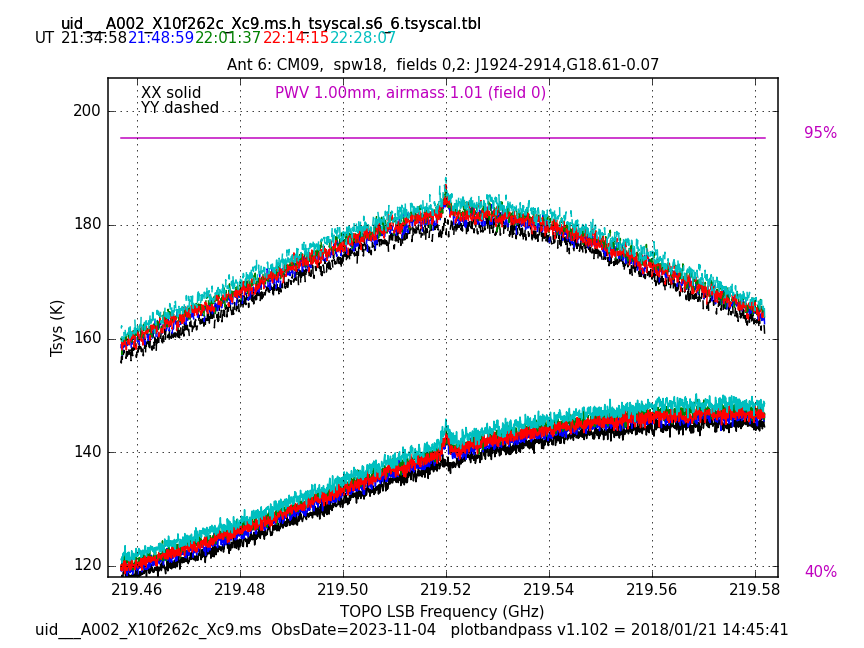 uid___A002_X10f262c_Xc9.ms.h_tsyscal.s6_6.tsyscal.tbl
UT 21:34:58 21:48:59 22:01:37 22:14:15 22:28:07
Ant 6: CM09, spw18, fields 0,2: J1924-2914,G18.61-0.07
XX solid PWV 1.00mm, airmass 1.01 (field 0)
YY dashed
200
95%
180
Tsys (K)
160
140
120
40%
219.46 219.48 219.50 219.52 219.54 219.56 219.58
TOPO LSB Frequency (GHz)
uid___A002_X10f262c_Xc9.ms ObsDate=2023-11-04 plotbandpass v1.102 = 2018/01/21 14:45:41